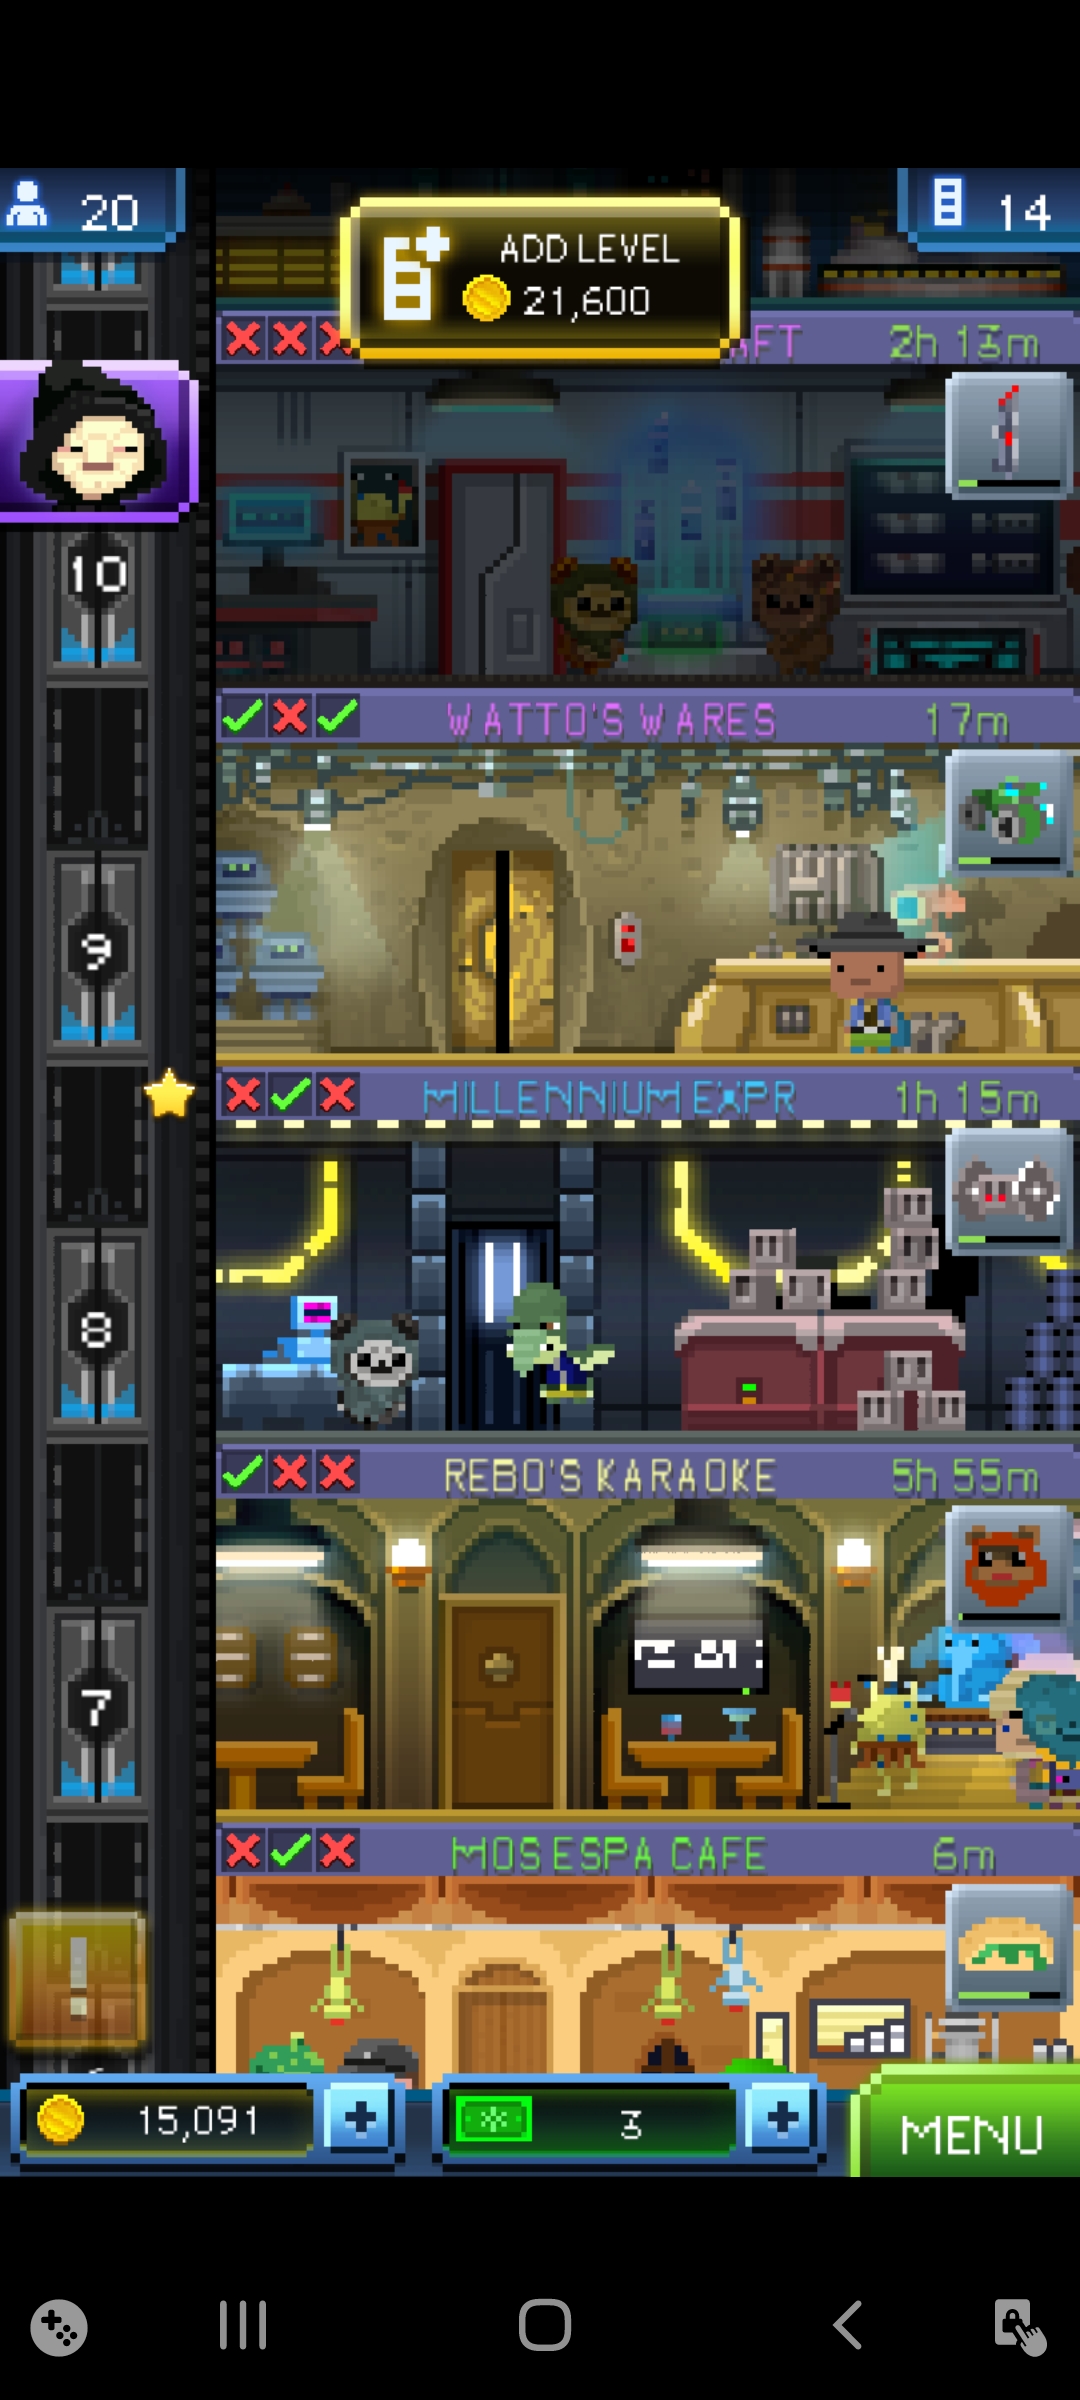 20
14
ADD LEVEL
21,600
AFT 2h 13m
10
WATTO'S WARES 17m
9
MILLENNIUM EXPR 1h 15m
8
REBO'S KARAOKE 5h 55m
7
MOS ESPA CAFE 6m
!
15,091 + 3 + MENU